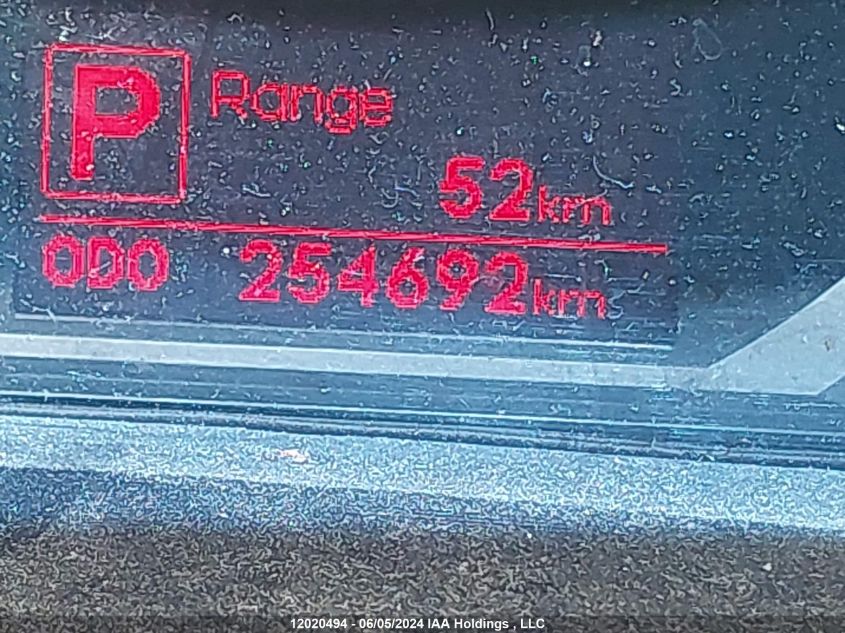 P Range
52km
ODO 254692km
12020494 - 06/05/2024 IAA Holdings , LLC